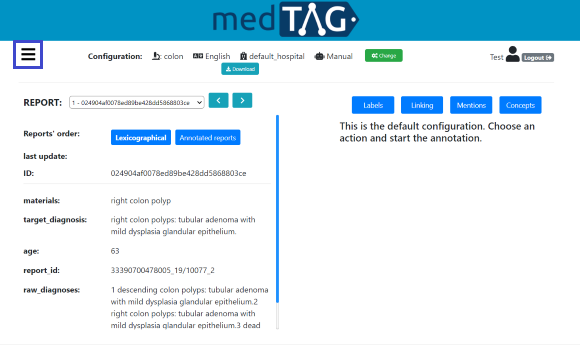 medTAG
Configuration: : colon English default_hospital Manual Change
Test Logout
Download
REPORT: 1 - 024904af0078ed89be428dd5868803ce
Labels Linking Mentions Concepts
This is the default configuration. Choose an
action and start the annotation.
Reports' order: Lexicographical Annotated reports
last update:
ID: 024904af0078ed89be428dd5868803ce
materials: right colon polyp
target_diagnosis: right colon polyps: tubular adenoma with
mild dysplasia glandular epithelium.
age: 63
report_id: 33390700478005_19/10077_2
raw_diagnoses: 1 descending colon polyps: tubular adenoma
with mild dysplasia glandular epithelium.2
right colon polyps: tubular adenoma with
mild dysplasia glandular epithelium.3 dead